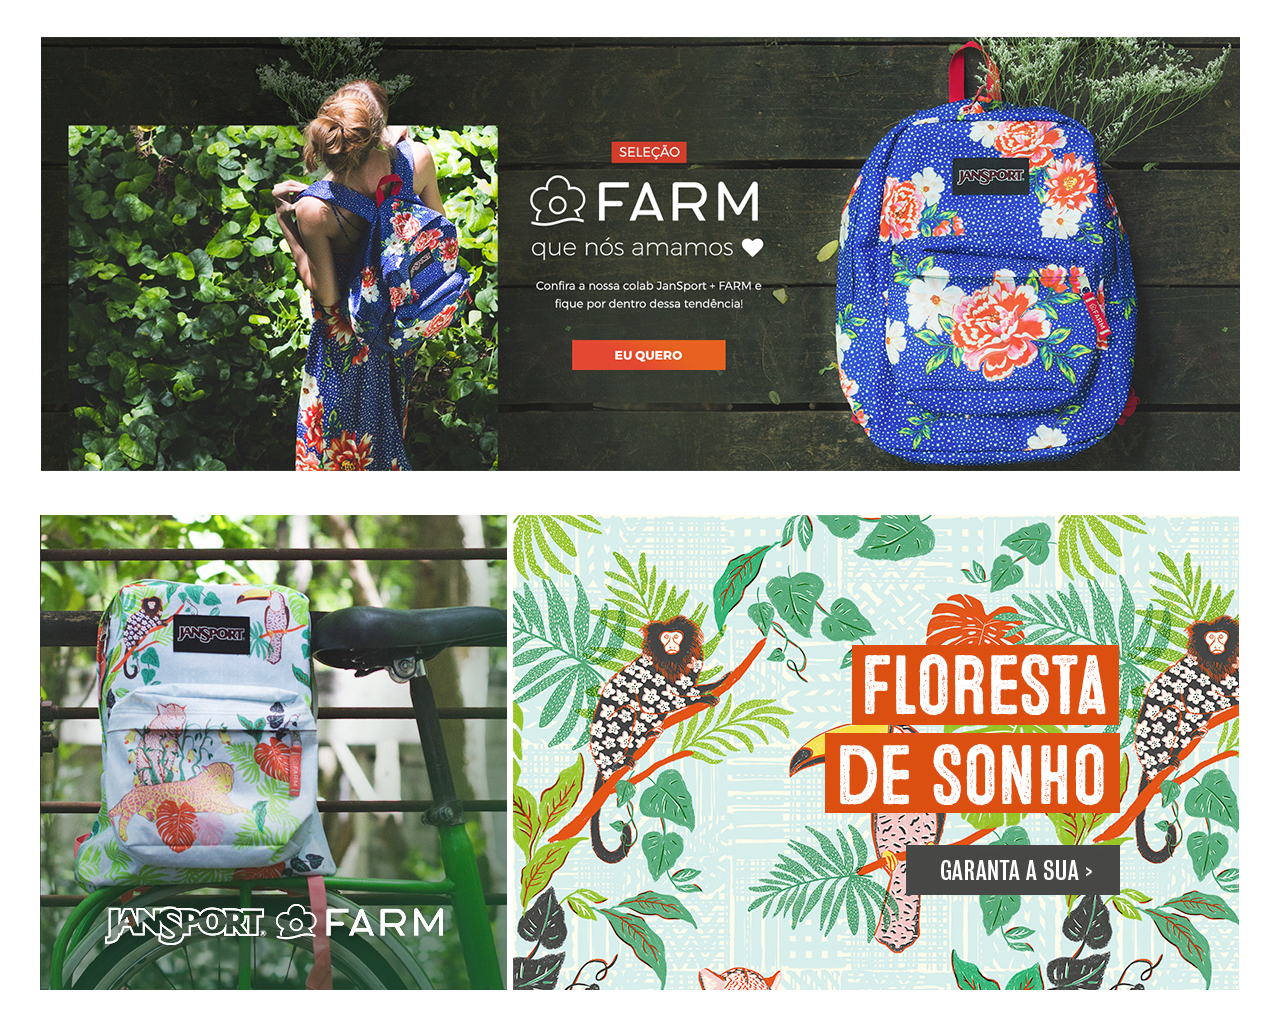 SELEÇÃO
FARM
que nós amamos
Confira a nossa colab JanSport + FARM e
fique por dentro dessa tendência!
EU QUERO
JANSPORT
JANSPORT
FLORESTA
DE SONHO
GARANTA A SUA >
JANSPORT FARM